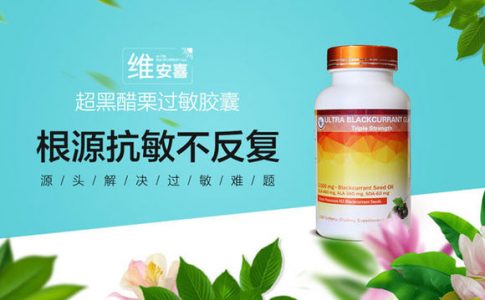 维安喜
超黑醋栗过敏胶囊
根源抗敏不反复
源/头/解/决/过/敏/难/题
ULTRA BLACKCURRANT
Triple Strength
Blackcurrant Seed Oil